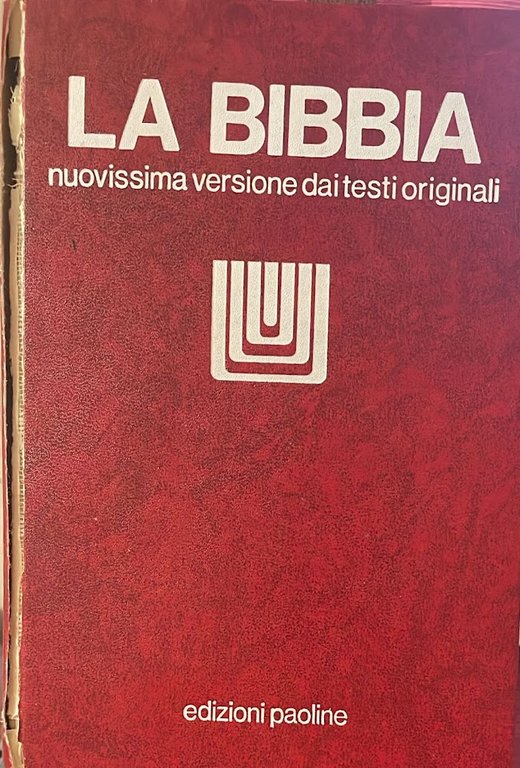 LA BIBBIA
nuovissima versione dai testi originali
edizioni paoline